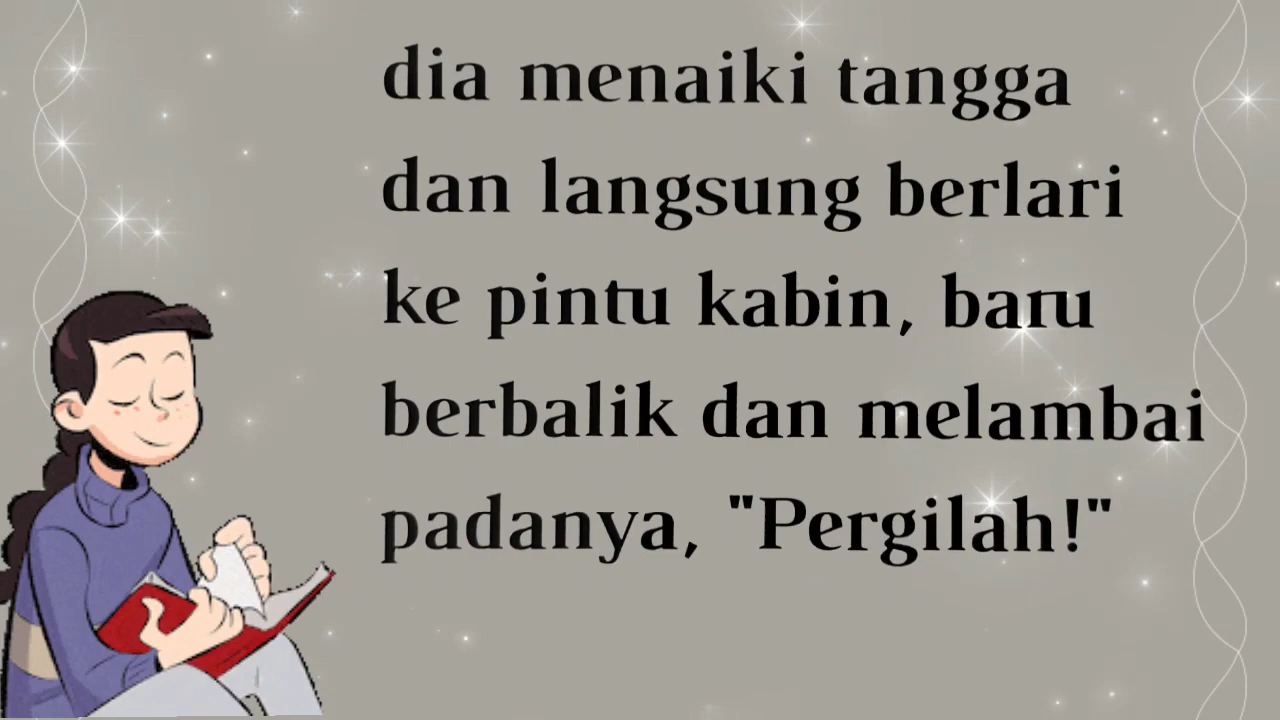 dia menaiki tangga
dan langsung berlari
ke pintu kabin, baru
berbalik dan melambai
padanya, "Pergilah!"